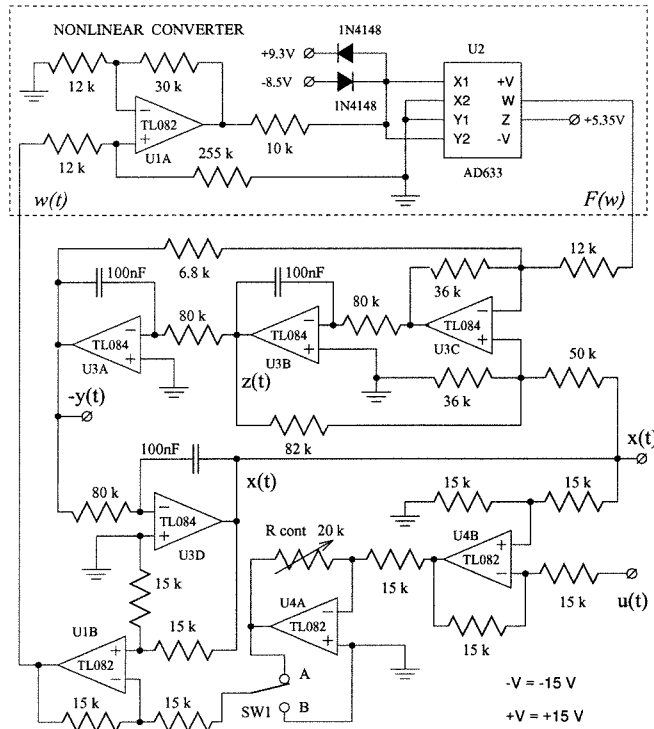 NONLINEAR CONVERTER
1N4148
U2
+9.3V
-8.5V
1N4148
12 k
30 k
TL082
U1A
12 k
255 k
10 k
X1 +V
X2 W
Y1 Z
Y2 -V
AD633
+5.35V
w(t)
F(w)
100nF
6.8 k
100nF
36 k
12 k
80 k
80 k
TL084
U3A
TL084
U3B
TL084
U3C
z(t)
36 k
50 k
-y(t)
82 k
x(t)
100nF
x(t)
80 k
TL084
U3D
15 k
15 k
R cont 20 k
U4B
TL082
15 k
15 k
u(t)
15 k
15 k
U4A
TL082
U1B
TL082
15 k
15 k
15 k
A
SW1
B
-V = -15 V
+V = +15 V